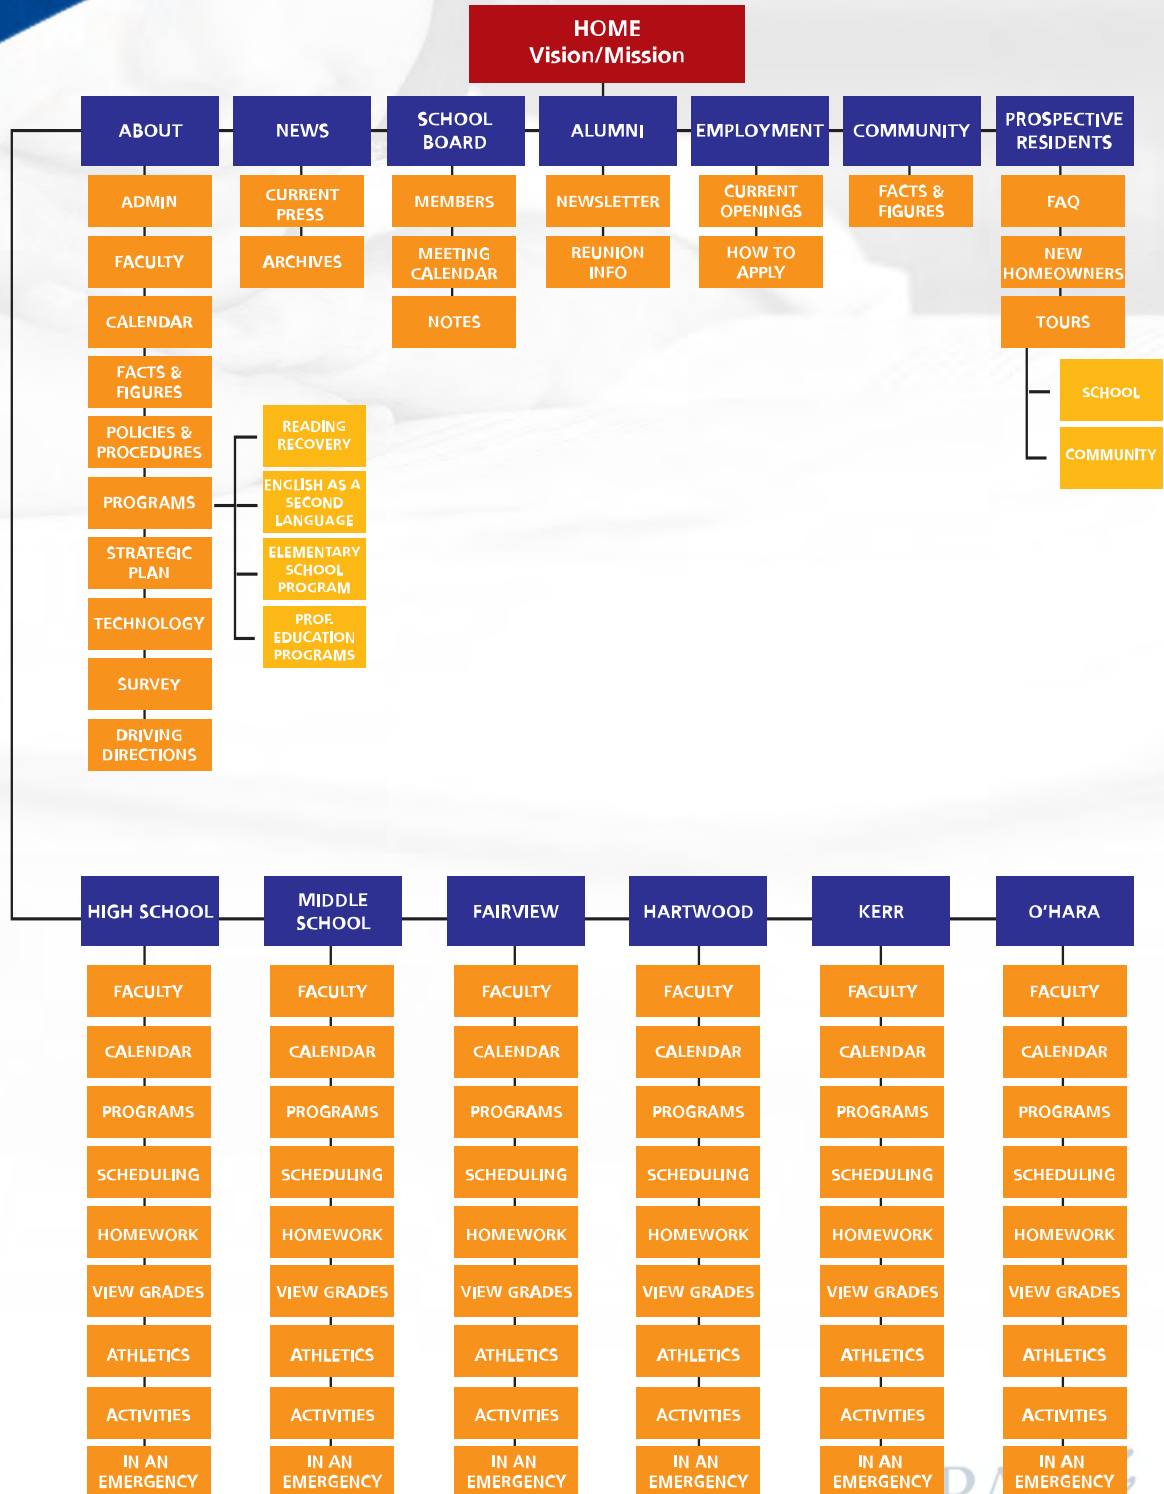 HOME
Vision/Mission
ABOUT
NEWS
SCHOOL
BOARD
ALUMNI
EMPLOYMENT
COMMUNITY
PROSPECTIVE
RESIDENTS
ADMIN
FACULTY
CALENDAR
FACTS &
FIGURES
POLICIES &
PROCEDURES
PROGRAMS
STRATEGIC
PLAN
TECHNOLOGY
SURVEY
DRIVING
DIRECTIONS
READING
RECOVERY
ENGLISH AS A
SECOND
LANGUAGE
ELEMENTARY
SCHOOL
PROGRAM
PROF.
EDUCATION
PROGRAMS
CURRENT
PRESS
ARCHIVES
MEMBERS
MEETING
CALENDAR
NOTES
NEWSLETTER
REUNION
INFO
CURRENT
OPENINGS
HOW TO
APPLY
FACTS &
FIGURES
FAQ
NEW
HOMEOWNERS
TOURS
SCHOOL
COMMUNITY
HIGH SCHOOL
FACULTY
CALENDAR
PROGRAMS
SCHEDULING
HOMEWORK
VIEW GRADES
ATHLETICS
ACTIVITIES
IN AN
EMERGENCY
MIDDLE
SCHOOL
FACULTY
CALENDAR
PROGRAMS
SCHEDULING
HOMEWORK
VIEW GRADES
ATHLETICS
ACTIVITIES
IN AN
EMERGENCY
FAIRVIEW
FACULTY
CALENDAR
PROGRAMS
SCHEDULING
HOMEWORK
VIEW GRADES
ATHLETICS
ACTIVITIES
IN AN
EMERGENCY
HARTWOOD
FACULTY
CALENDAR
PROGRAMS
SCHEDULING
HOMEWORK
VIEW GRADES
ATHLETICS
ACTIVITIES
IN AN
EMERGENCY
KERR
FACULTY
CALENDAR
PROGRAMS
SCHEDULING
HOMEWORK
VIEW GRADES
ATHLETICS
ACTIVITIES
IN AN
EMERGENCY
O'HARA
FACULTY
CALENDAR
PROGRAMS
SCHEDULING
HOMEWORK
VIEW GRADES
ATHLETICS
ACTIVITIES
IN AN
EMERGENCY